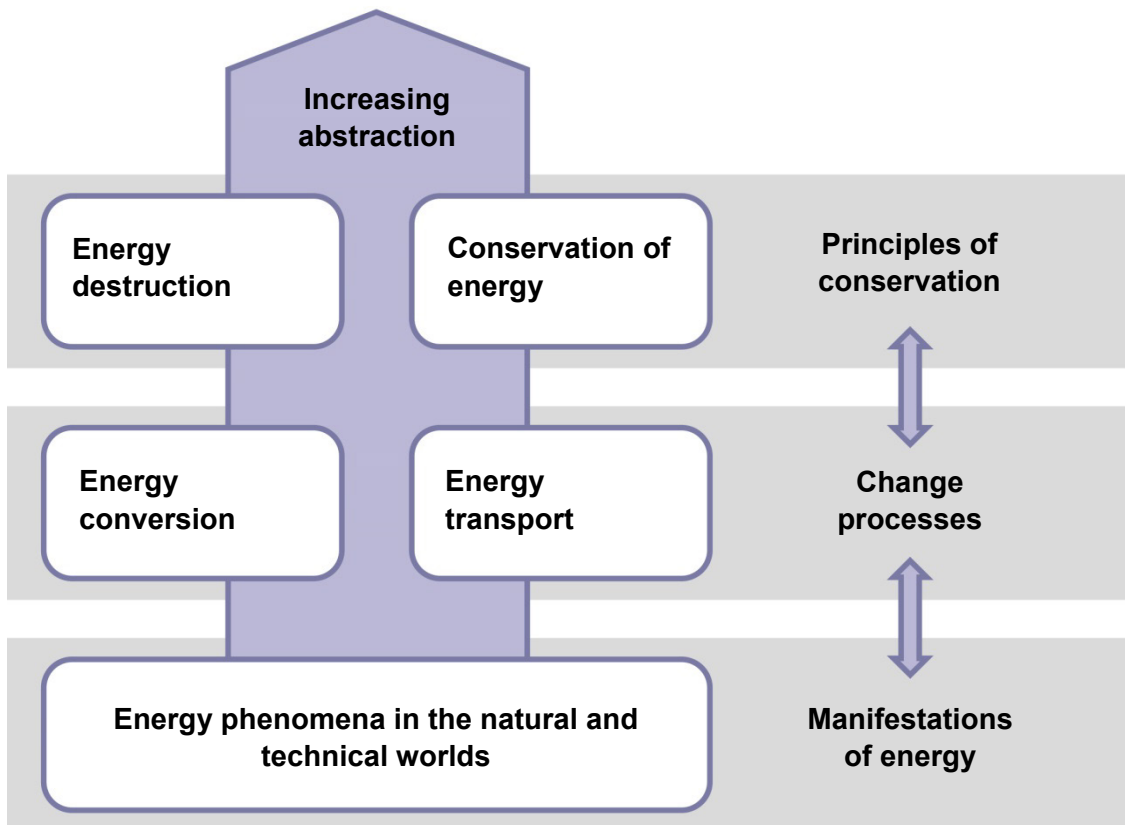 Increasing
abstraction
Energy
destruction
Conservation of
energy
Principles of
conservation
Energy
conversion
Energy
transport
Change
processes
Energy phenomena in the natural and
technical worlds
Manifestations
of energy